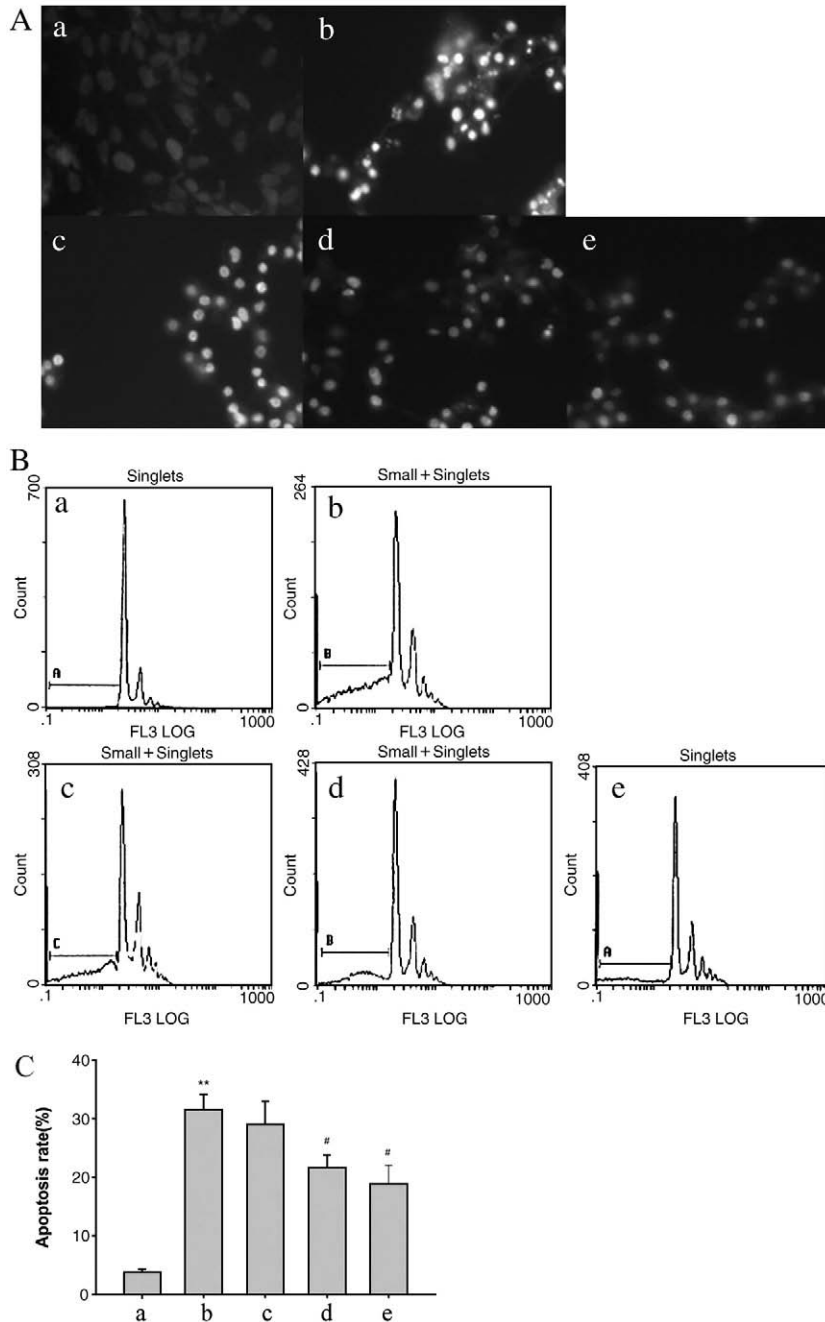 A
a
b
c
d
e
B
Singlets
700
a
Count
A
0
.1
1000
FL3 LOG
Small + Singlets
264
b
Count
B
0
.1
1000
FL3 LOG
Small + Singlets
308
c
Count
C
0
.1
1000
FL3 LOG
Small + Singlets
428
d
Count
B
0
.1
1000
FL3 LOG
Singlets
408
e
Count
A
0
.1
1000
FL3 LOG
C
Apoptosis rate(%)
40
30
20
10
0
**
#
#
a b c d e